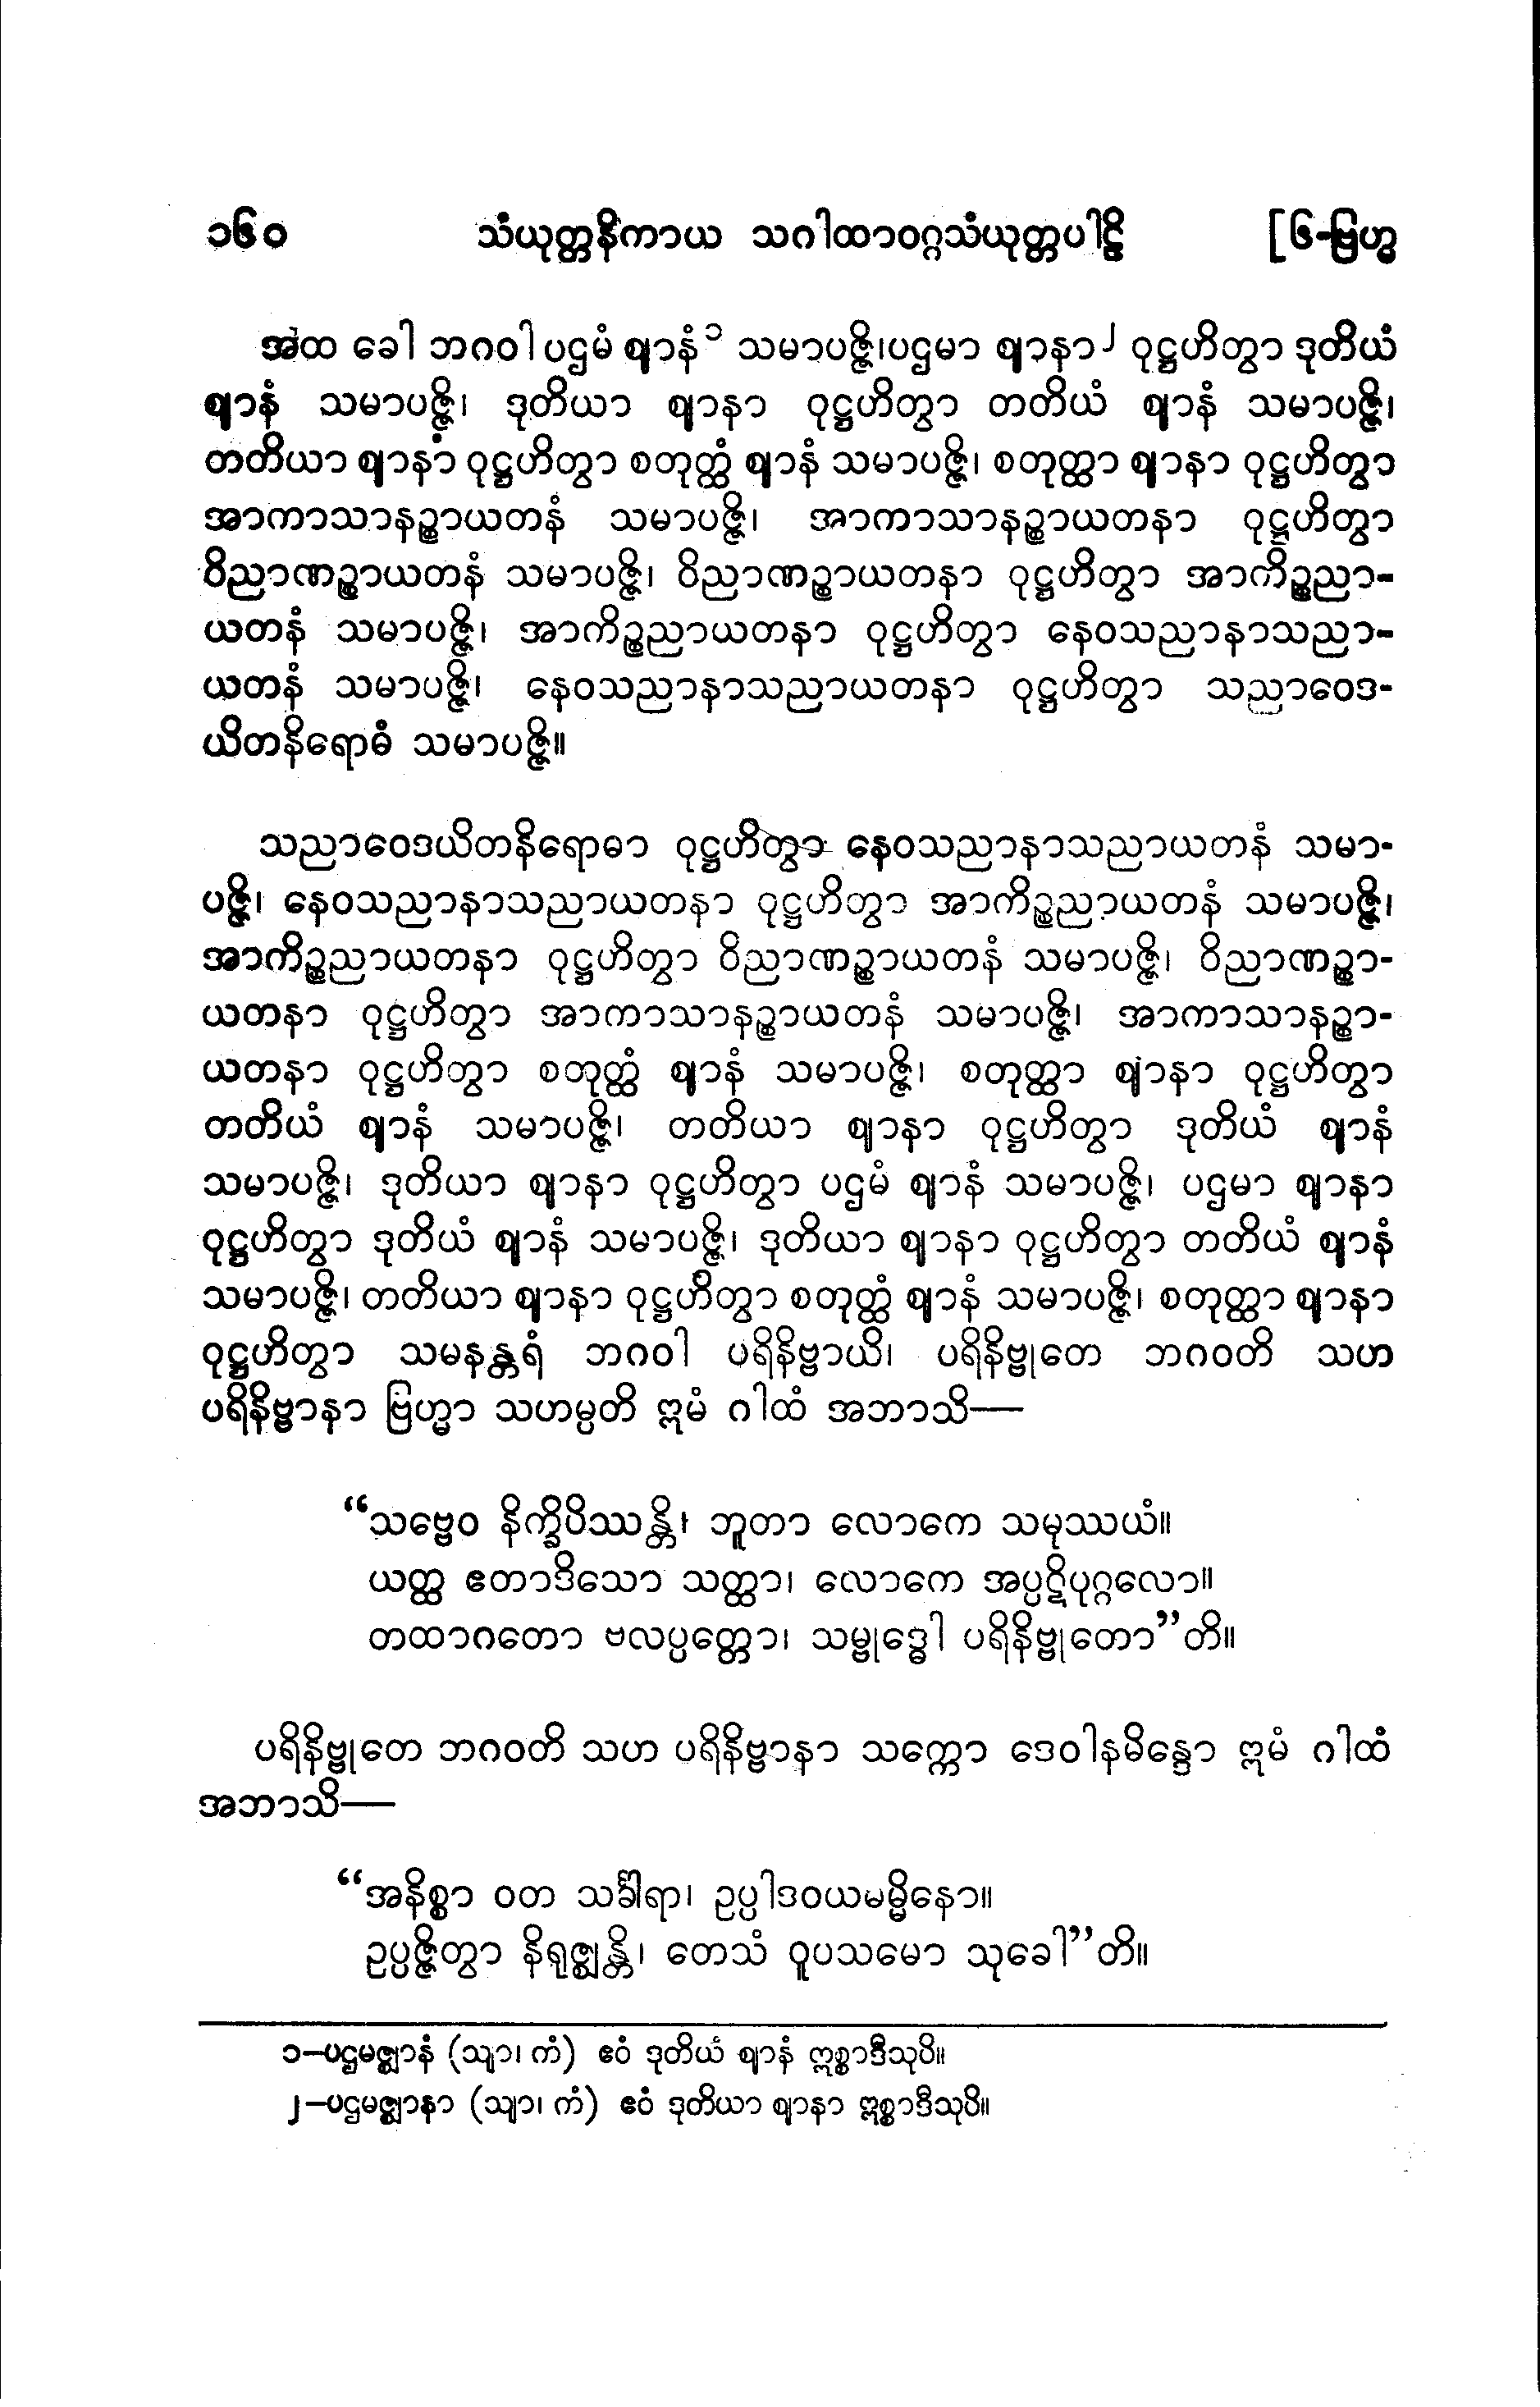 ၁၆၀ သံယုတ္တနိကာယ သဂါထာဝဂ္ဂသံယုတ္တပါဠိ [၆-ဗြဟ္မ
အထ ခေါ ဘဂဝါ ပဌမံ ဈာနံ၁ သမာပဇ္ဇိ၊ပဌမာ ဈာနာ၂ ဝုဋ္ဌဟိတွာ ဒုတိယံ
ဈာနံ သမာပဇ္ဇိ၊ ဒုတိယာ ဈာနာ ဝုဋ္ဌဟိတွာ တတိယံ ဈာနံ သမာပဇ္ဇိ၊
တတိယာ ဈာနာ ဝုဋ္ဌဟိတွာ စတုတ္ထံ ဈာနံ သမာပဇ္ဇိ၊ စတုတ္ထာ ဈာနာ ဝုဋ္ဌဟိတွာ
အာကာသာနဉ္စာယတနံ သမာပဇ္ဇိ၊ အာကာသာနဉ္စာယတနာ ဝုဋ္ဌဟိတွာ
ဝိညာဏဉ္စာယတနံ သမာပဇ္ဇိ၊ ဝိညာဏဉ္စာယတနာ ဝုဋ္ဌဟိတွာ အာကိဉ္စညာ-
ယတနံ သမာပဇ္ဇိ၊ အာကိဉ္စညာယတနာ ဝုဋ္ဌဟိတွာ နေဝသညာနာသညာ-
ယတနံ သမာပဇ္ဇိ၊ နေဝသညာနာသညာယတနာ ဝုဋ္ဌဟိတွာ သညာဝေဒ-
ယိတနိရောဓံ သမာပဇ္ဇိ။
သညာဝေဒယိတနိရောဓာ ဝုဋ္ဌဟိတွာ နေဝသညာနာသညာယတနံ သမာ-
ပဇ္ဇိ၊ နေဝသညာနာသညာယတနာ ဝုဋ္ဌဟိတွာ အာကိဉ္စညာယတနံ သမာပဇ္ဇိ၊
အာကိဉ္စညာယတနာ ဝုဋ္ဌဟိတွာ ဝိညာဏဉ္စာယတနံ သမာပဇ္ဇိ၊ ဝိညာဏဉ္စာ-
ယတနာ ဝုဋ္ဌဟိတွာ အာကာသာနဉ္စာယတနံ သမာပဇ္ဇိ၊ အာကာသာနဉ္စာ-
ယတနာ ဝုဋ္ဌဟိတွာ စတုတ္ထံ ဈာနံ သမာပဇ္ဇိ၊ စတုတ္ထာ ဈာနာ ဝုဋ္ဌဟိတွာ
တတိယံ ဈာနံ သမာပဇ္ဇိ၊ တတိယာ ဈာနာ ဝုဋ္ဌဟိတွာ ဒုတိယံ ဈာနံ
သမာပဇ္ဇိ၊ ဒုတိယာ ဈာနာ ဝုဋ္ဌဟိတွာ ပဌမံ ဈာနံ သမာပဇ္ဇိ၊ ပဌမာ ဈာနာ
ဝုဋ္ဌဟိတွာ ဒုတိယံ ဈာနံ သမာပဇ္ဇိ၊ ဒုတိယာ ဈာနာ ဝုဋ္ဌဟိတွာ တတိယံ ဈာနံ
သမာပဇ္ဇိ၊ တတိယာ ဈာနာ ဝုဋ္ဌဟိတွာ စတုတ္ထံ ဈာနံ သမာပဇ္ဇိ၊ စတုတ္ထာ ဈာနာ
ဝုဋ္ဌဟိတွာ သမနန္တရံ ဘဂဝါ ပရိနိဗ္ဗာယိ၊ ပရိနိဗ္ဗုတေ ဘဂဝတိ သဟ
ပရိနိဗ္ဗာနာ ဗြဟ္မာ သဟမ္ပတိ ဣမံ ဂါထံ အဘာသိ—
“သဗ္ဗေဝ နိက္ခိပိဿန္တိ၊ ဘူတာ လောကေ သမုဿယံ။
ယတ္ထ ဧတာဒိသော သတ္ထာ၊ လောကေ အပ္ပဋိပုဂ္ဂလော။
တထာဂတော ဗလပ္ပတ္တော၊ သမ္ဗုဒ္ဓေါ ပရိနိဗ္ဗုတော”တိ။
ပရိနိဗ္ဗုတေ ဘဂဝတိ သဟ ပရိနိဗ္ဗာနာ သက္ကော ဒေဝါနမိန္ဒော ဣမံ ဂါထံ
အဘာသိ—
“အနိစ္စာ ဝတ သင်္ခါရာ၊ ဥပ္ပါဒဝယဓမ္မိနော။
ဥပ္ပဇ္ဇိတွာ နိရုဇ္ဈန္တိ၊ တေသံ ဝူပသမော သုခေါ”တိ။
၁—ပဌမဇ္ဈာနံ (သျာ၊ ကံ) ဧဝံ ဒုတိယံ ဈာနံ ဣစ္စာဒီသုပိ။
၂—ပဌမဇ္ဈာနာ (သျာ၊ ကံ) ဧဝံ ဒုတိယာ ဈာနာ ဣစ္စာဒီသုပိ။